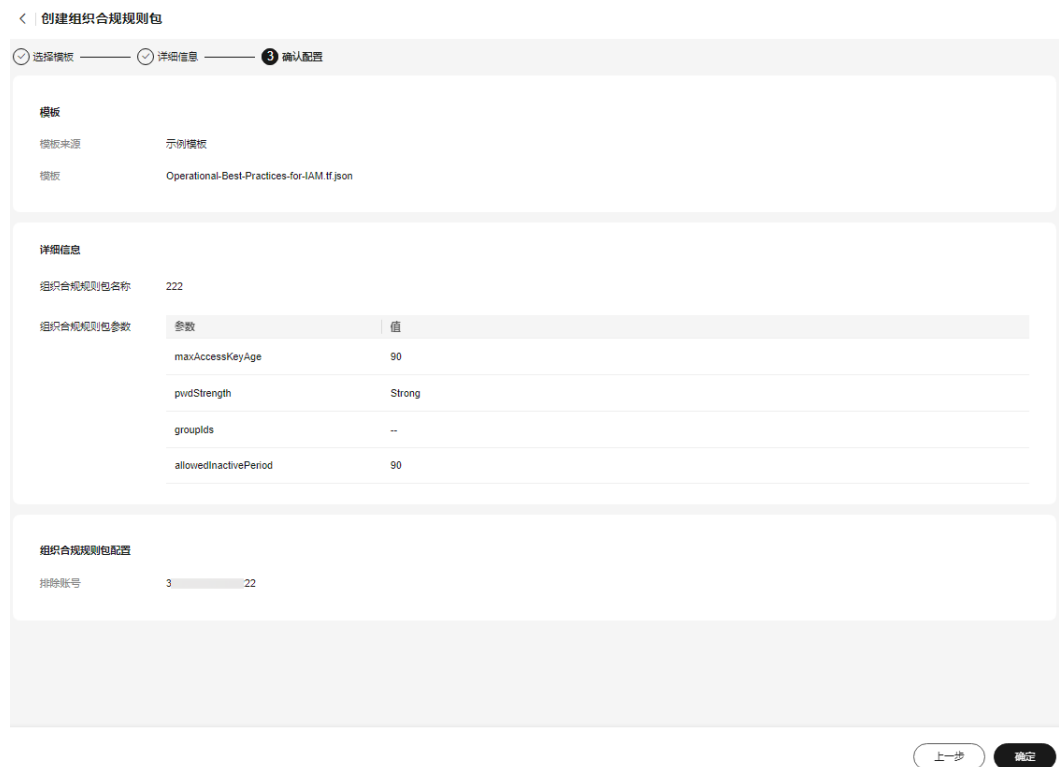 创建组织合规规则包
选择模板 详细信息 3 确认配置
模板
模板来源 示例模板
模板 Operational-Best-Practices-for-IAM.tf.json
详细信息
组织合规规则包名称 222
组织合规规则包参数 参数 值
maxAccessKeyAge 90
pwdStrength Strong
groupIds --
allowedInactivePeriod 90
组织合规规则包配置
排除账号 3 22
上一步 确定